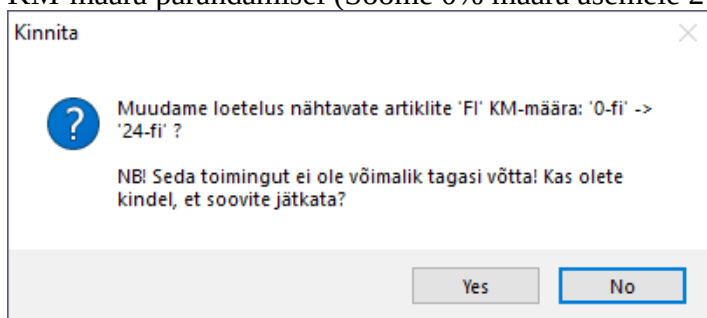 KM-määra parandamisel (Soome 0% määra asemele 2
Kinnita
Muudame loetelus nähtavate artiklite 'FI' KM-määra: '0-fi' ->
'24-fi' ?
NB! Seda toimingut ei ole võimalik tagasi võtta! Kas olete
kindel, et soovite jätkata?
Yes
No